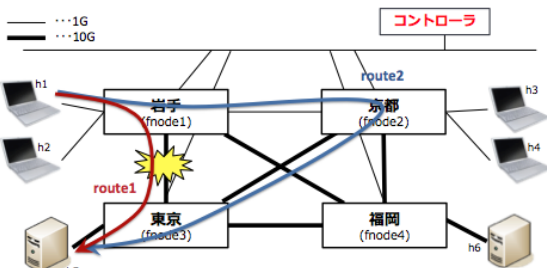 ・・・1G
・・・10G
コントローラ
route2
h1
岩手
(fnode1)
京都
(fnode2)
h3
h2
h4
route1
東京
(fnode3)
福岡
(fnode4)
h6